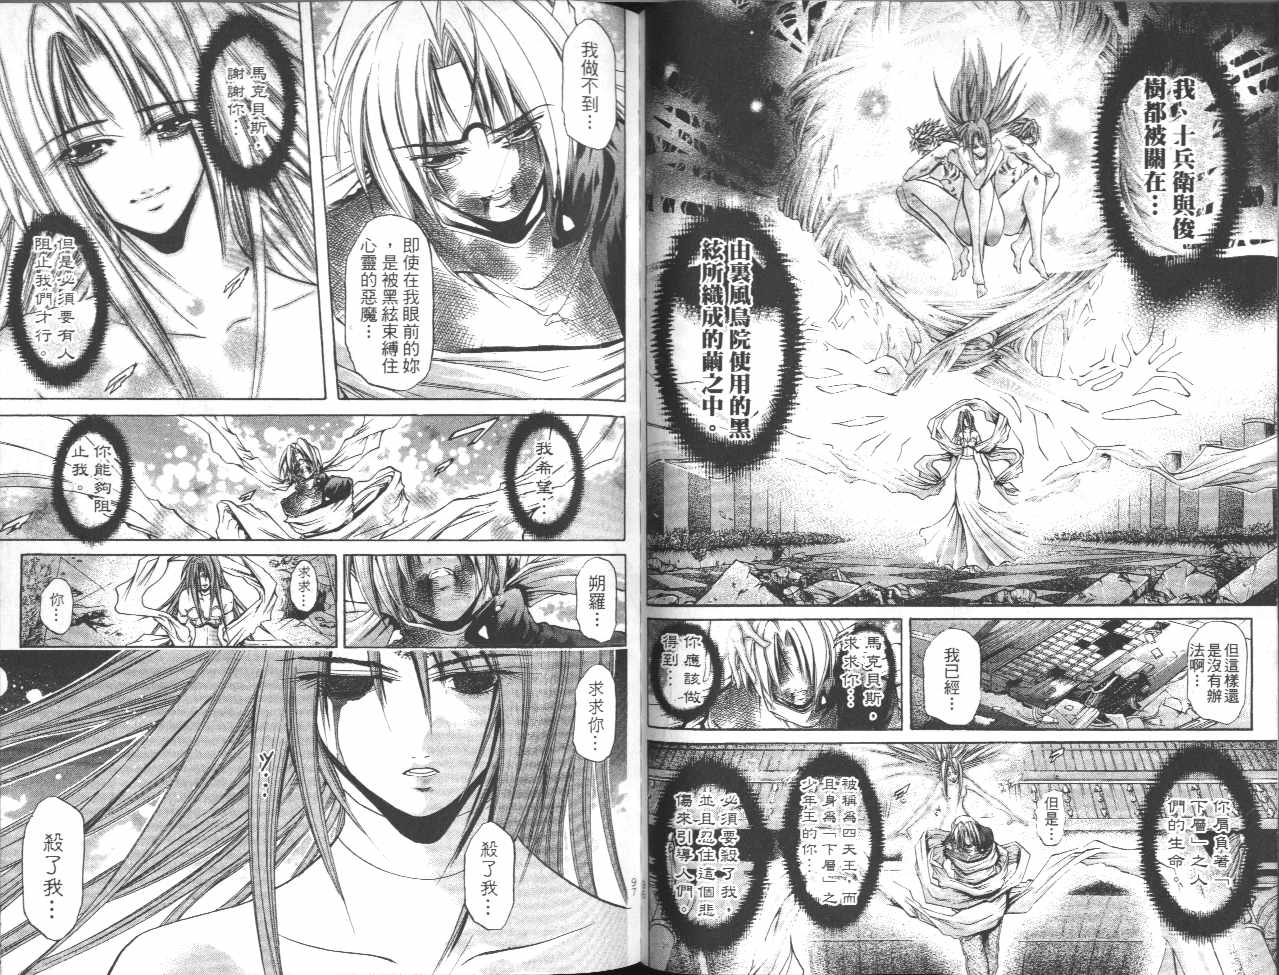 我、十兵衛與俊
樹都被關在…
由裏風鳥院使用的黑
絃所織成的繭之中。
但這樣還
是沒有辦
法啊…
我已經…
馬克貝斯，
求求你…
你應該做
得到…
你肩負著「
下層」之人
們的生命。
但是…
被稱為四天王，而
且身為「下層」之
少年王的你…
必須要殺了我，
並且忍住這個悲
傷來引導人們。
我做不到…
即使在我眼前的妳
，是被黑絃束縛住
心靈的惡魔…
馬克貝斯，
謝謝你…
但是必須要有人
阻止我們才行。
我希望…
你能夠阻
止我。
朔羅…
求求…
你…
求求你…
殺了我…
殺了我…
97